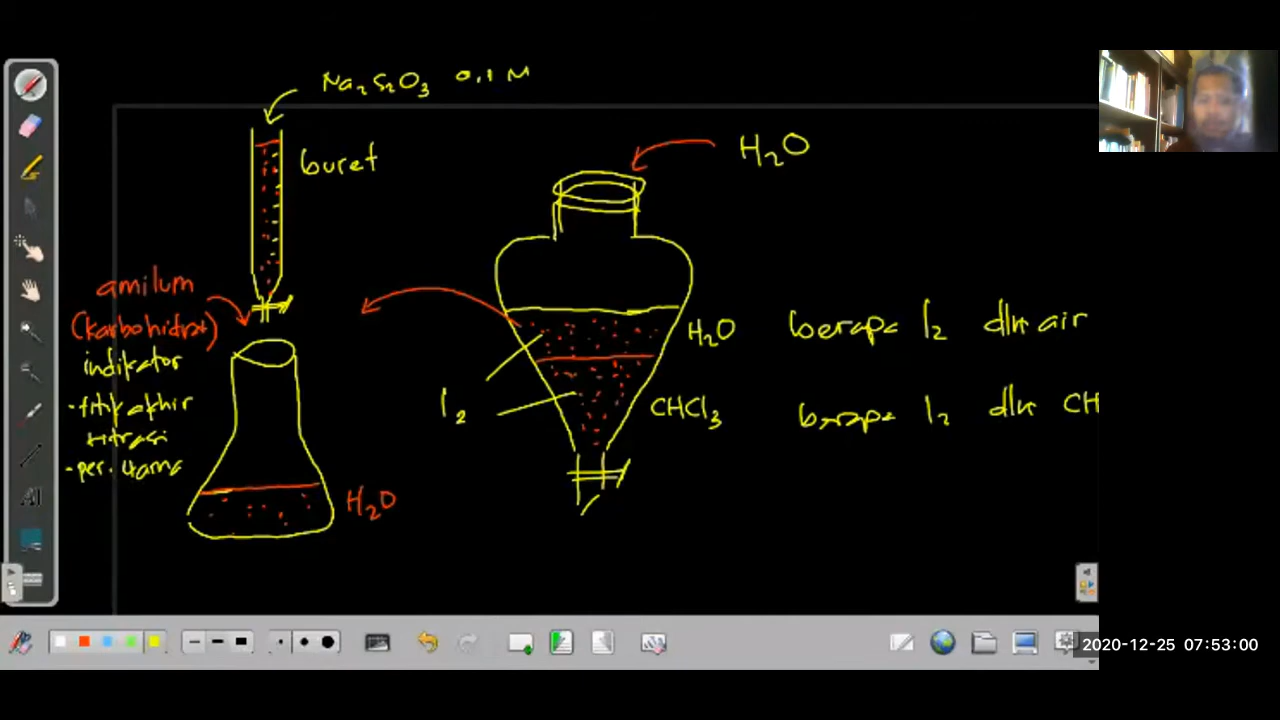 Na2S2O3 0.1 M
buret
H2O
amilum
(karbohidrat)
indikator
- titik akhir
titrasi
- per. warna
H2O
I2
H2O
CHCl3
berapa I2 dlm air
berapa I2 dlm CH
2020-12-25 07:53:00